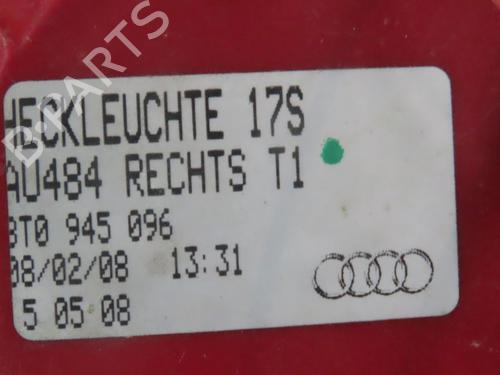 HECKLEUCHTE 17S
AU484 RECHTS T1
8T0 945 096
08/02/08 13:31
5 05 08
B-PARTS